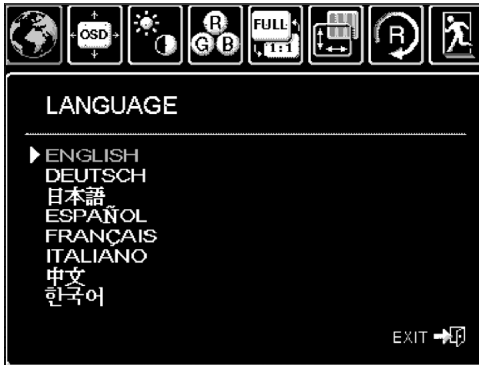 OSD
R
G B
FULL
1:1
R
LANGUAGE
ENGLISH
DEUTSCH
日本語
ESPAÑOL
FRANÇAIS
ITALIANO
中文
한국어
EXIT